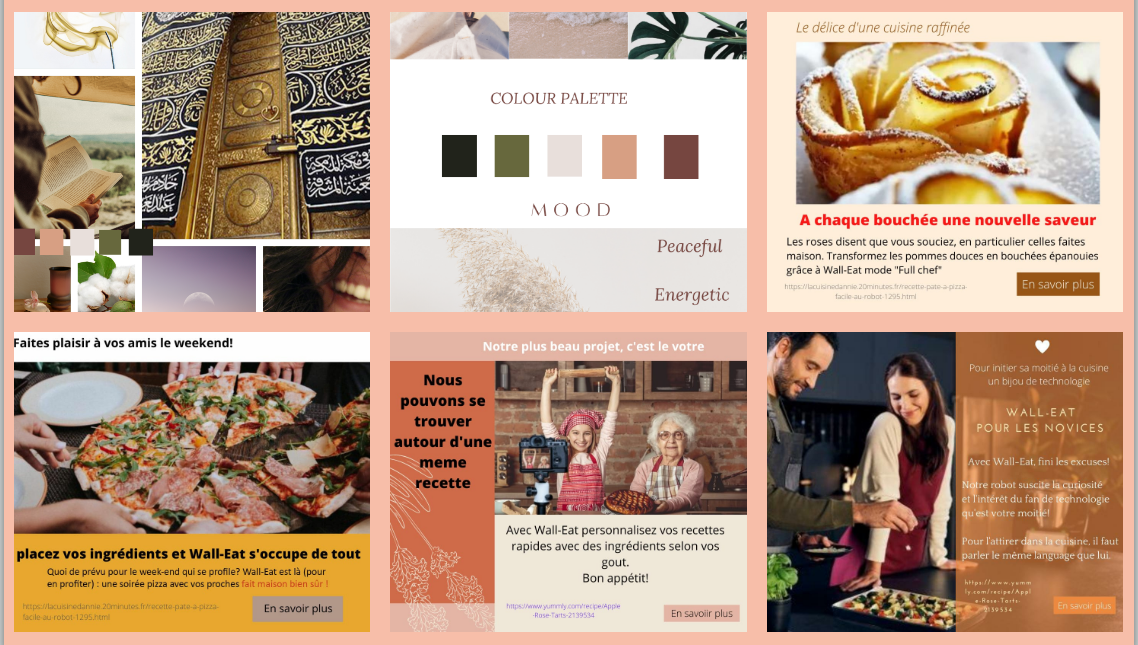 COLOUR PALETTE
MOOD
Peaceful
Energetic
Le délice d'une cuisine raffinée
A chaque bouchée une nouvelle saveur
Les roses disent que vous souciez, en particulier celles faites
maison. Transformez les pommes douces en bouchées épanouies
grâce à Wall-Eat mode "Full chef"
https://lacuisinedannie.20minutes.fr/recette-pate-a-pizza-
facile-au-robot-1295.html
En savoir plus
Faites plaisir à vos amis le weekend!
placez vos ingrédients et Wall-Eat s'occupe de tout
Quoi de prévu pour le week-end qui se profile? Wall-Eat est là (pour
en profiter) : une soirée pizza avec vos proches fait maison bien sûr !
https://lacuisinedannie.20minutes.fr/recette-pate-a-pizza-
facile-au-robot-1295.html
En savoir plus
Notre plus beau projet, c'est le votre
Nous
pouvons se
trouver
autour d'une
meme
recette
Avec Wall-Eat personnalisez vos recettes
rapides avec des ingrédients selon vos
gout.
Bon appétit!
https://www.yummly.com/recipe/Apple
-Rose-Tarts-2139534
En savoiir plus
Pour initier sa moitié à la cuisine
un bijou de technologie
WALL-EAT
POUR LES NOVICES
Avec Wall-Eat, fini les excuses!
Notre robot suscite la curiosité
et l'intérêt du fan de technologie
qu'est votre moitié!
Pour l'attirer dans la cuisine, il faut
parler le même language que lui.
https://www.yumm
ly.com/recipe/Appl
e-Rose-Tarts-
2139534
En savoiir plus